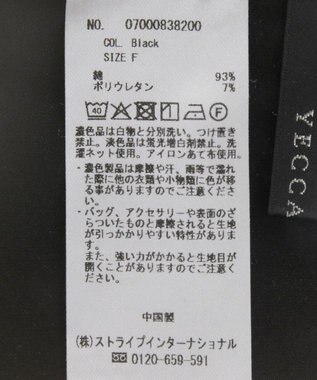 NO. 07000838200
COL. Black
SIZE F
綿 93%
ポリウレタン 7%
40 F
濃色品は白物と分別洗い。つけ置き
禁止。淡色品は蛍光増白剤禁止。洗
濯ネット使用。アイロンあて布使用。
・濃色製品は摩擦や汗、雨等で濡れ
た際に他の衣類や小物類に色が移
る事がありますのでご注意くださ
い。
・バッグ、アクセサリーや表面のざ
らついたものと摩擦されると生地
が引っかかりやすい特性がありま
す。
また、強い力がかかると生地目が
開くことがありますのでご注意く
ださい。
中国製
(株)ストライプインターナショナル
0120-659-591
YECCA